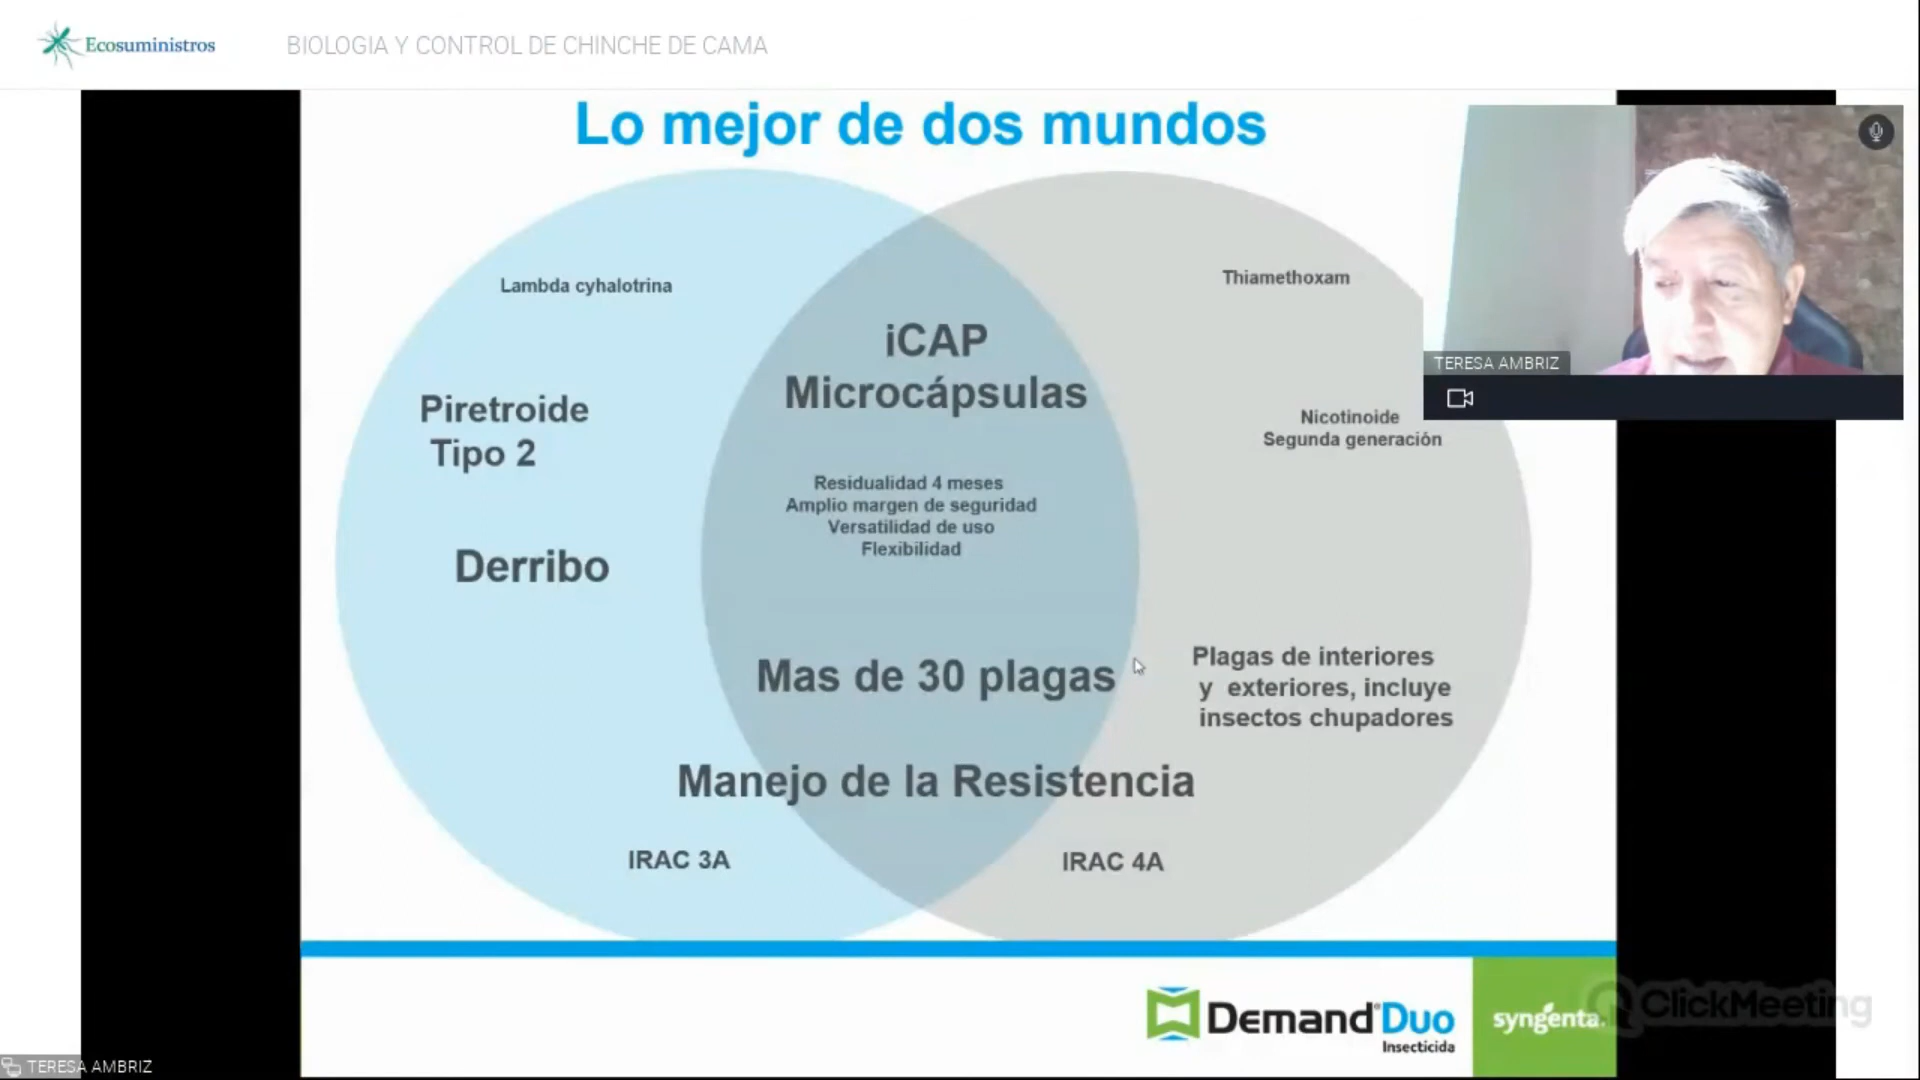 Ecosuministros
BIOLOGIA Y CONTROL DE CHINCHE DE CAMA
Lo mejor de dos mundos
Lambda cyhalotrina
Piretroide
Tipo 2
Derribo
iCAP
Microcápsulas
Residualidad 4 meses
Amplio margen de seguridad
Versatilidad de uso
Flexibilidad
Mas de 30 plagas
Manejo de la Resistencia
IRAC 3A
IRAC 4A
Thiamethoxam
Nicotinoide
Segunda generación
Plagas de interiores
y exteriores, incluye
insectos chupadores
TERESA AMBRIZ
Demand® Duo
Insecticida
syngenta.
ClickMeeting
TERESA AMBRIZ